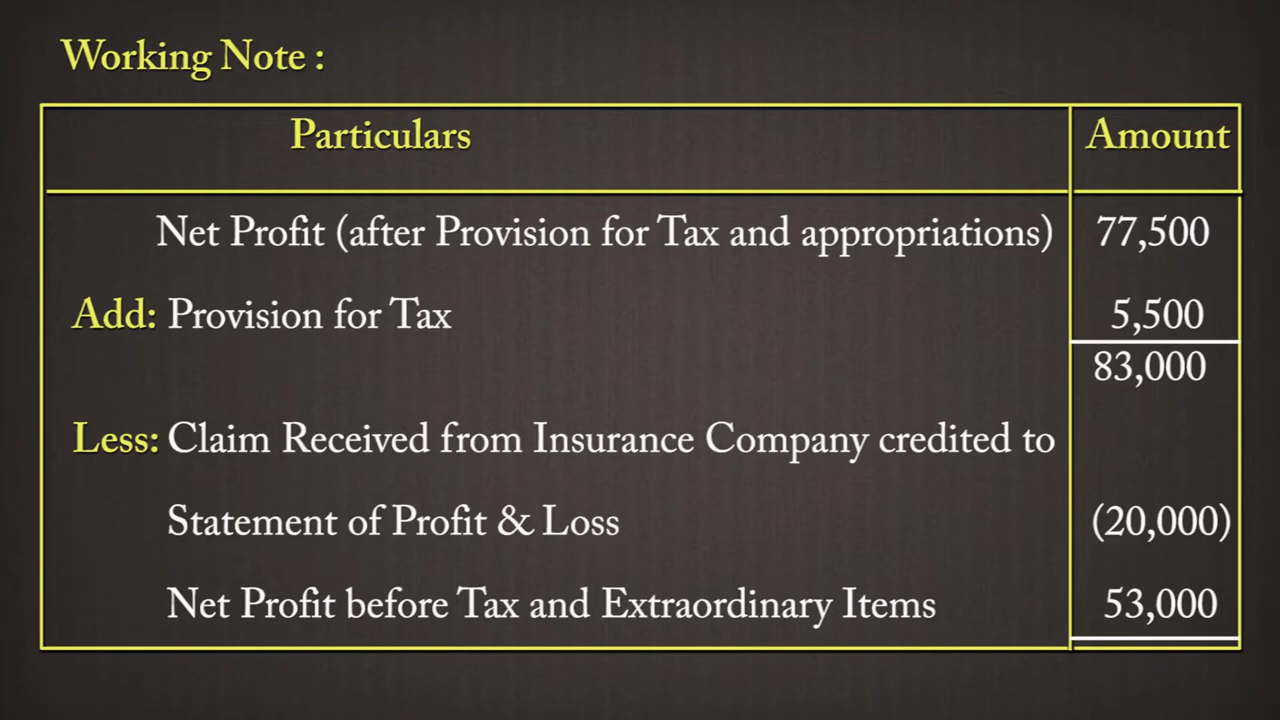 Working Note :
Particulars Amount
Net Profit (after Provision for Tax and appropriations) 77,500
Add: Provision for Tax 5,500
83,000
Less: Claim Received from Insurance Company credited to
Statement of Profit & Loss (20,000)
Net Profit before Tax and Extraordinary Items 53,000